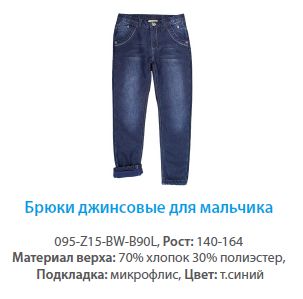 Брюки джинсовые для мальчика
095-Z15-BW-B90L, Рост: 140-164
Материал верха: 70% хлопок 30% полиэстер,
Подкладка: микрофлис, Цвет: т.синий